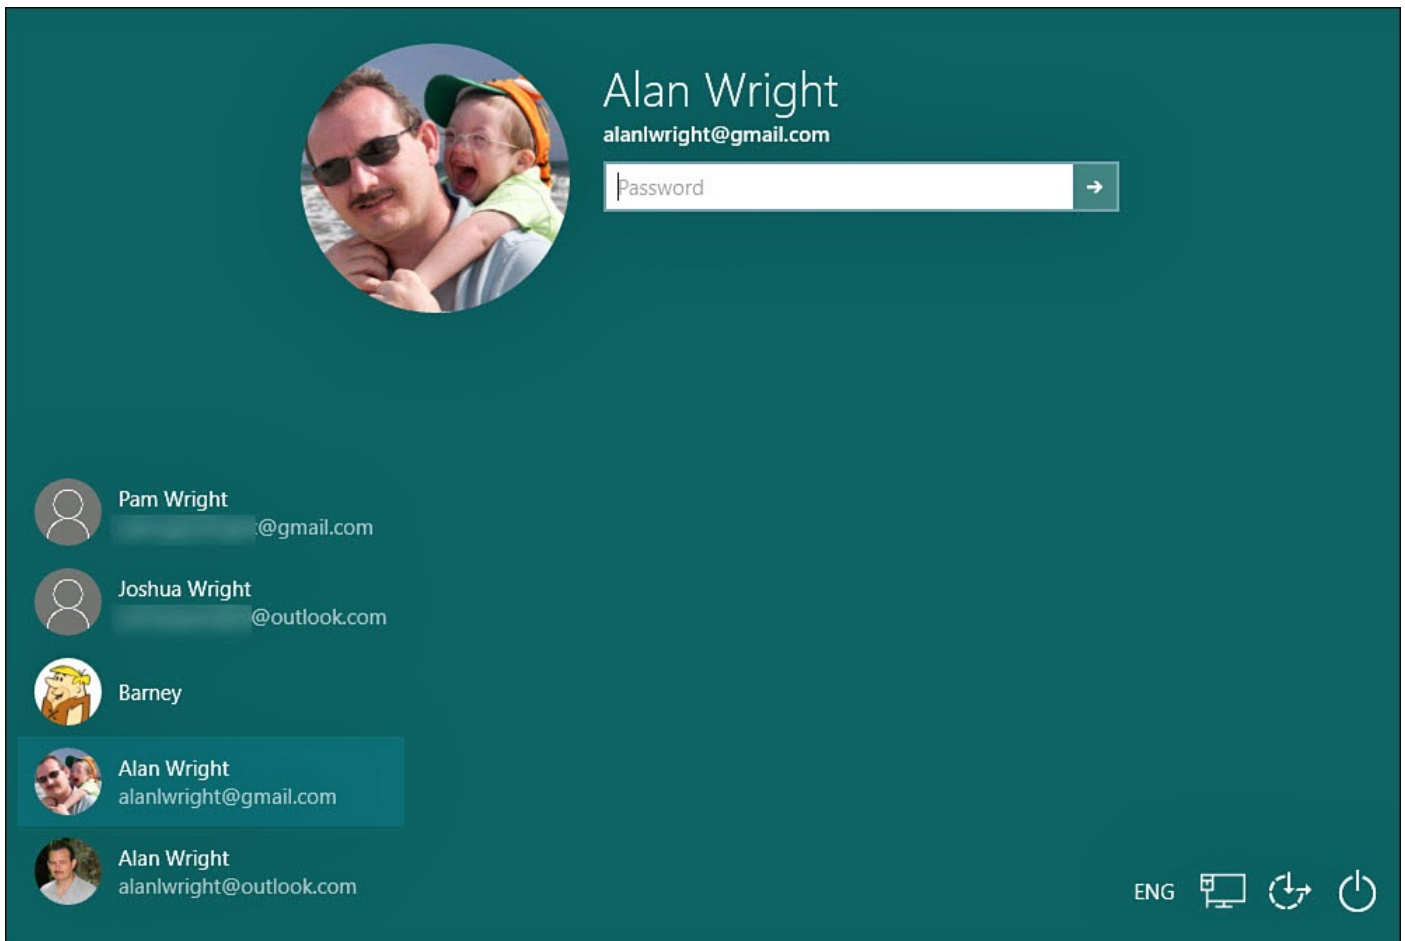 Alan Wright
alanlwright@gmail.com
Password
Pam Wright
@gmail.com
Joshua Wright
@outlook.com
Barney
Alan Wright
alanlwright@gmail.com
Alan Wright
alanlwright@outlook.com
ENG